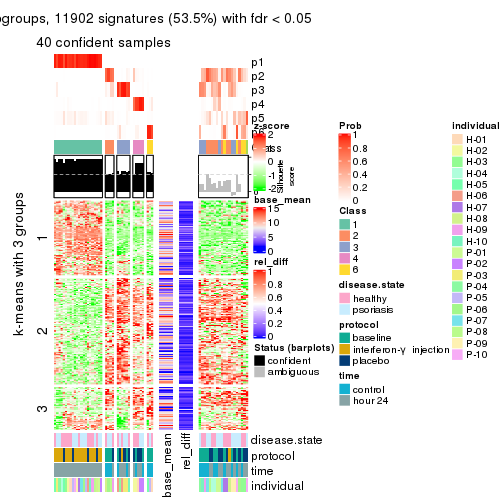 ogroups, 11902 signatures (53.5%) with fdr < 0.05
40 confident samples
p1
p2
p3
p4
p5
k-means with 3 groups
1
2
3
z-score
2
1
0
-1
-2
silhouette
score
base_mean
15
10
5
0
rel_diff
1
0.8
0.6
0.4
0.2
0
Status (barplots)
confident
ambiguous
Prob
1
0.8
0.6
0.4
0.2
0
Class
1
2
3
4
6
disease.state
healthy
psoriasis
protocol
baseline
interferon-γ injection
placebo
time
control
hour 24
individual
H-01
H-02
H-03
H-04
H-05
H-06
H-07
H-08
H-09
H-10
P-01
P-02
P-03
P-04
P-05
P-06
P-07
P-08
P-09
P-10
disease.state
protocol
time
individual
base_mean
rel_diff